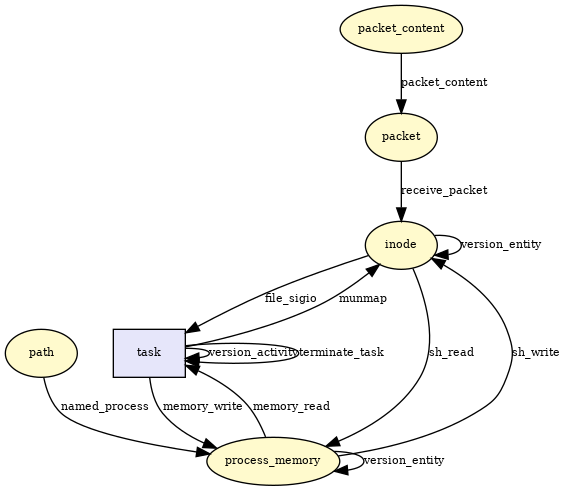 packet_content
packet_content
packet
receive_packet
inode
version_entity
file_sigio
munmap
path
task
version_activity
terminate_task
sh_read
sh_write
named_process
memory_write
memory_read
process_memory
version_entity